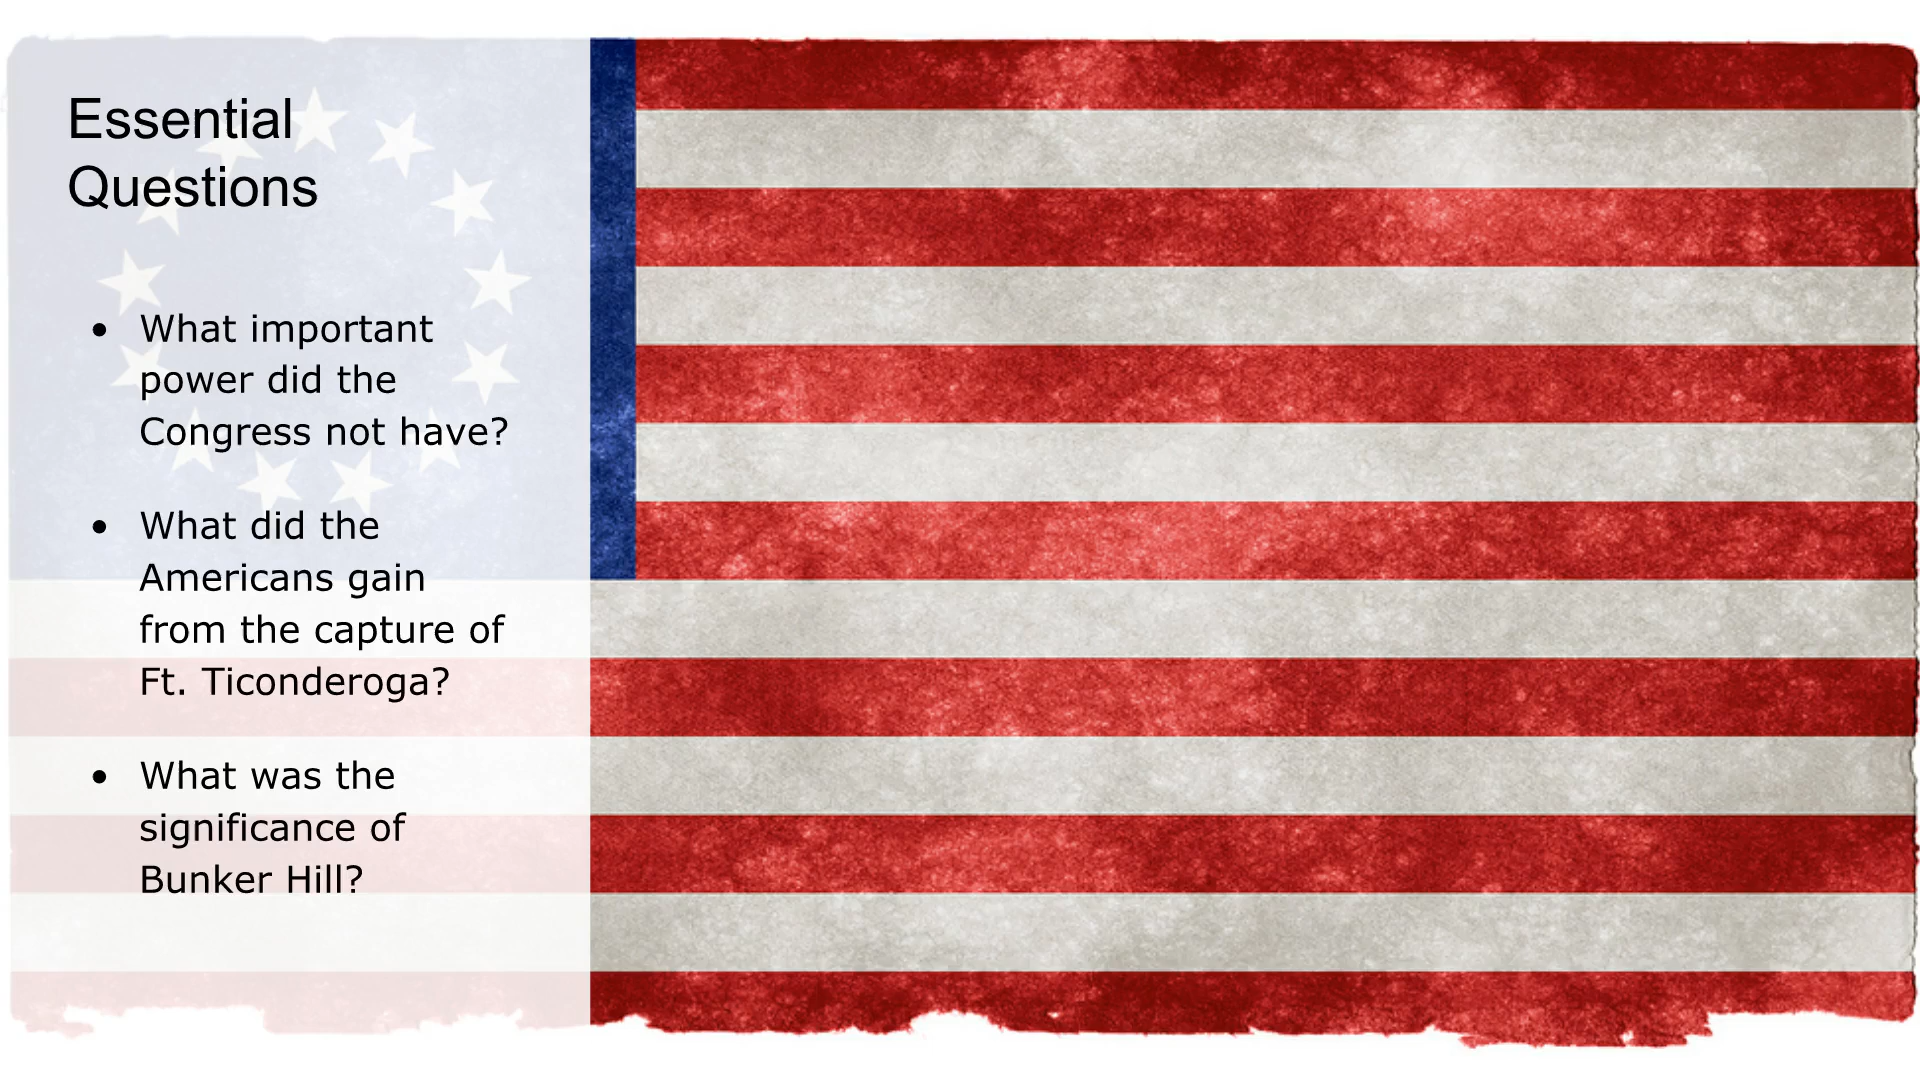 Essential
Questions
• What important
power did the
Congress not have?
• What did the
Americans gain
from the capture of
Ft. Ticonderoga?
• What was the
significance of
Bunker Hill?